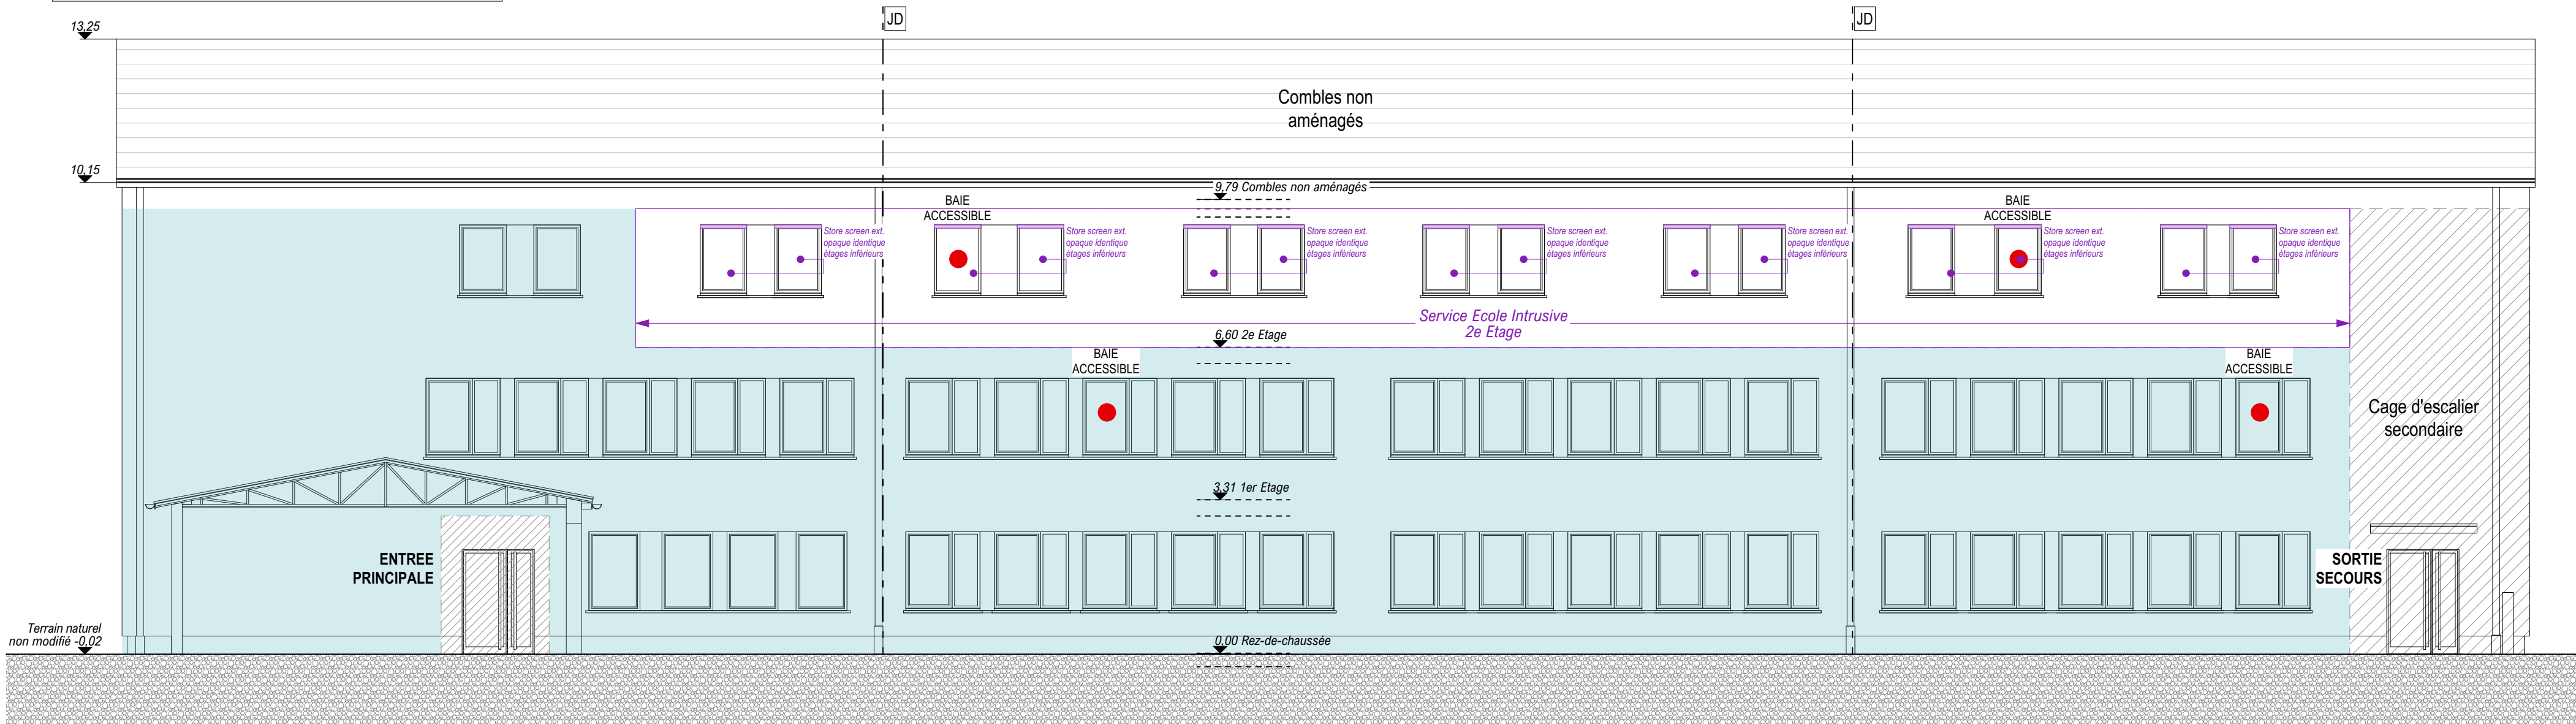 JD
JD
13,25
Combles non
aménagés
10,15
9,79 Combles non aménagés
BAIE
ACCESSIBLE
BAIE
ACCESSIBLE
Store screen ext.
opaque identique
étages inférieurs
Store screen ext.
opaque identique
étages inférieurs
Store screen ext.
opaque identique
étages inférieurs
Store screen ext.
opaque identique
étages inférieurs
Store screen ext.
opaque identique
étages inférieurs
Store screen ext.
opaque identique
étages inférieurs
Store screen ext.
opaque identique
étages inférieurs
Service Ecole Intrusive
2e Etage
6,60 2e Etage
BAIE
ACCESSIBLE
BAIE
ACCESSIBLE
Cage d'escalier
secondaire
3,31 1er Etage
ENTREE
PRINCIPALE
SORTIE
SECOURS
Terrain naturel
non modifié -0,02
0,00 Rez-de-chaussée